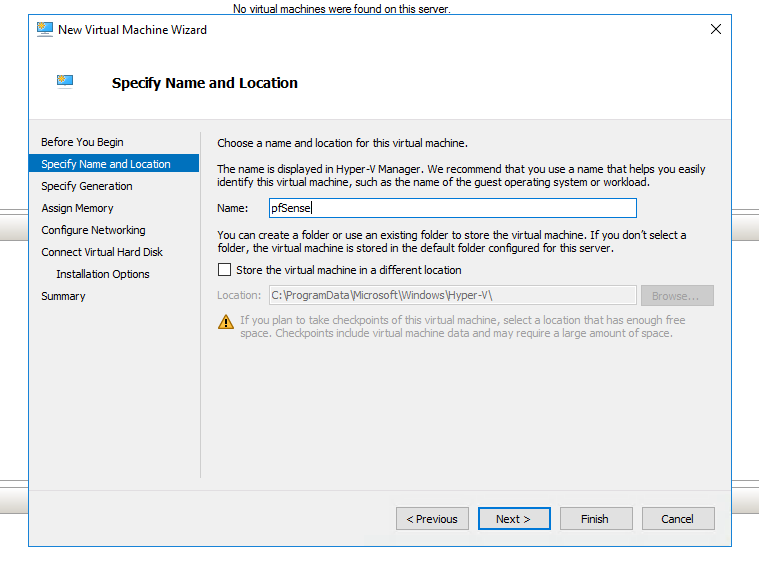 No virtual machines were found on this server.
New Virtual Machine Wizard
Specify Name and Location
Before You Begin
Specify Name and Location
Specify Generation
Assign Memory
Configure Networking
Connect Virtual Hard Disk
Installation Options
Summary
Choose a name and location for this virtual machine.
The name is displayed in Hyper-V Manager. We recommend that you use a name that helps you easily
identify this virtual machine, such as the name of the guest operating system or workload.
Name: pfSense
You can create a folder or use an existing folder to store the virtual machine. If you don't select a
folder, the virtual machine is stored in the default folder configured for this server.
Store the virtual machine in a different location
Location: C:\ProgramData\Microsoft\Windows\Hyper-V\ Browse...
If you plan to take checkpoints of this virtual machine, select a location that has enough free
space. Checkpoints include virtual machine data and may require a large amount of space.
< Previous Next > Finish Cancel